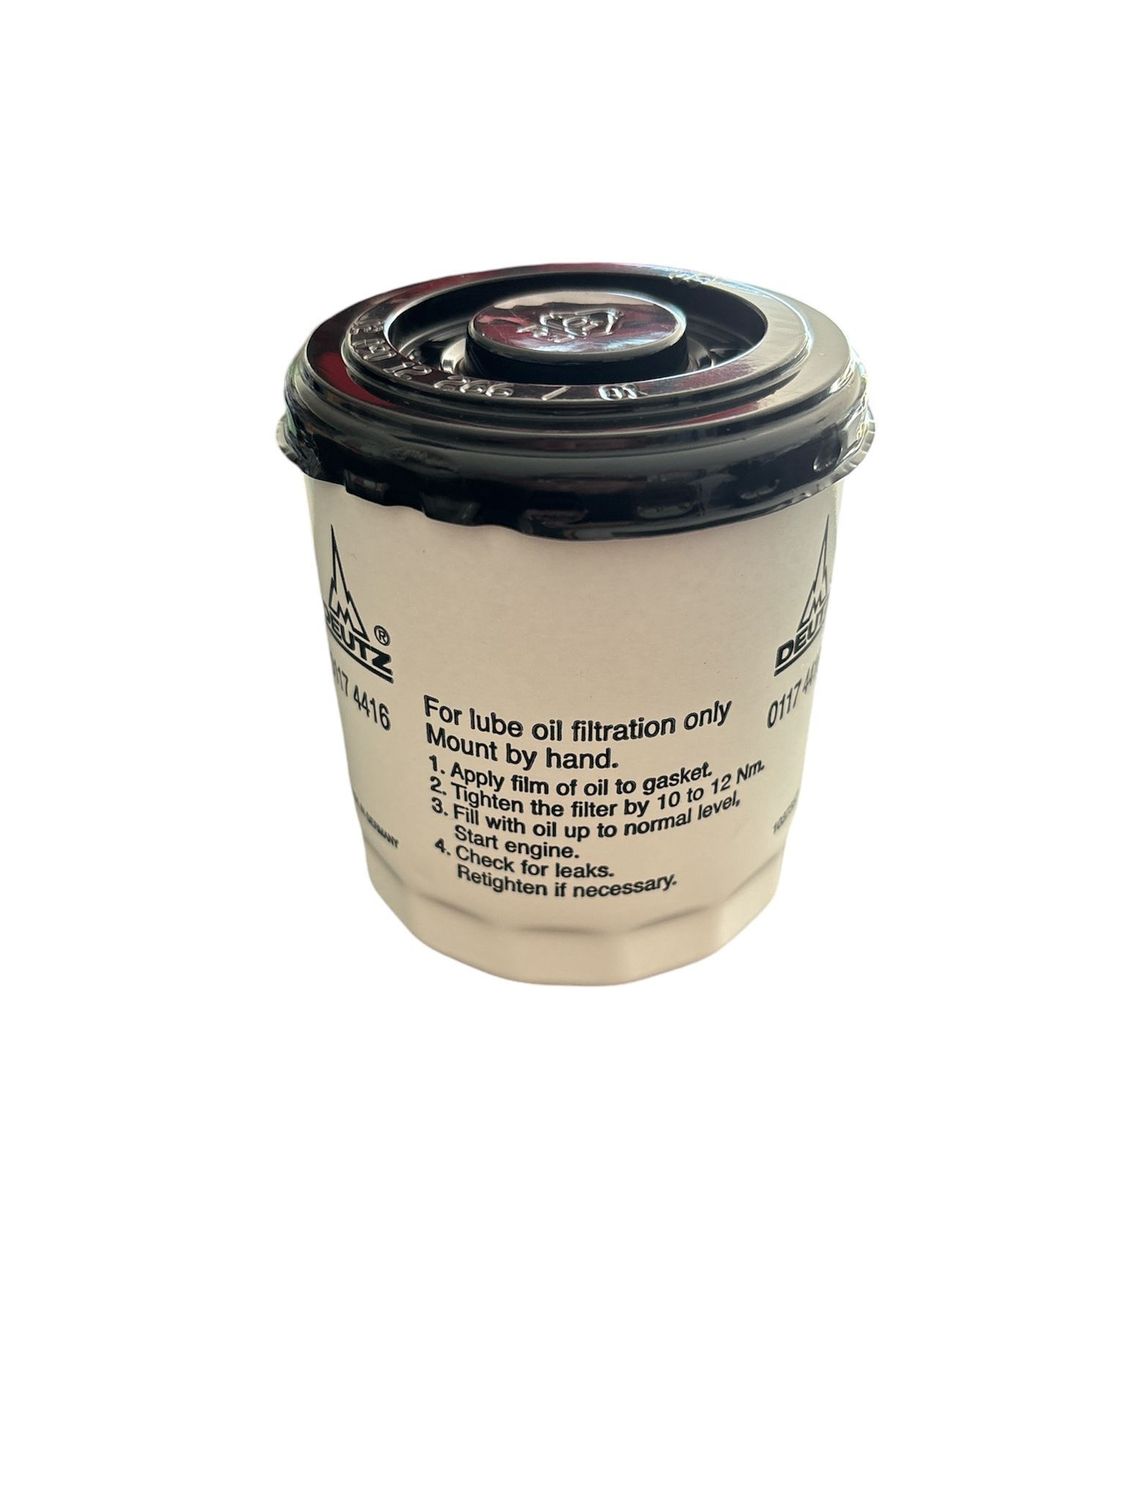 DEUTZ®
0117 4416
GERMANY
For lube oil filtration only
Mount by hand.
1. Apply film of oil to gasket.
2. Tighten the filter by 10 to 12 Nm.
3. Fill with oil up to normal level,
Start engine.
4. Check for leaks.
Retighten if necessary.
DEUTZ
0117